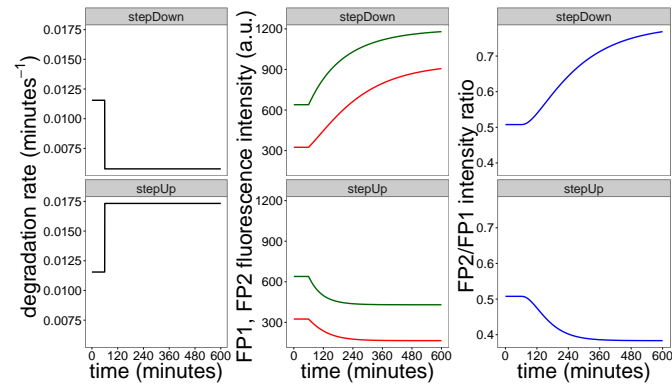 stepDown
0.0175
0.0150
0.0125
0.0100
0.0075
stepUp
0.0175
0.0150
0.0125
0.0100
0.0075
0 120 240 360 480 600
time (minutes)
degradation rate (minutes⁻¹)
stepDown
1200
900
600
300
stepUp
1200
900
600
300
0 120 240 360 480 600
time (minutes)
FP1, FP2 fluorescence intensity (a.u.)
stepDown
0.7
0.6
0.5
0.4
stepUp
0.7
0.6
0.5
0.4
0 120 240 360 480 600
time (minutes)
FP2/FP1 intensity ratio